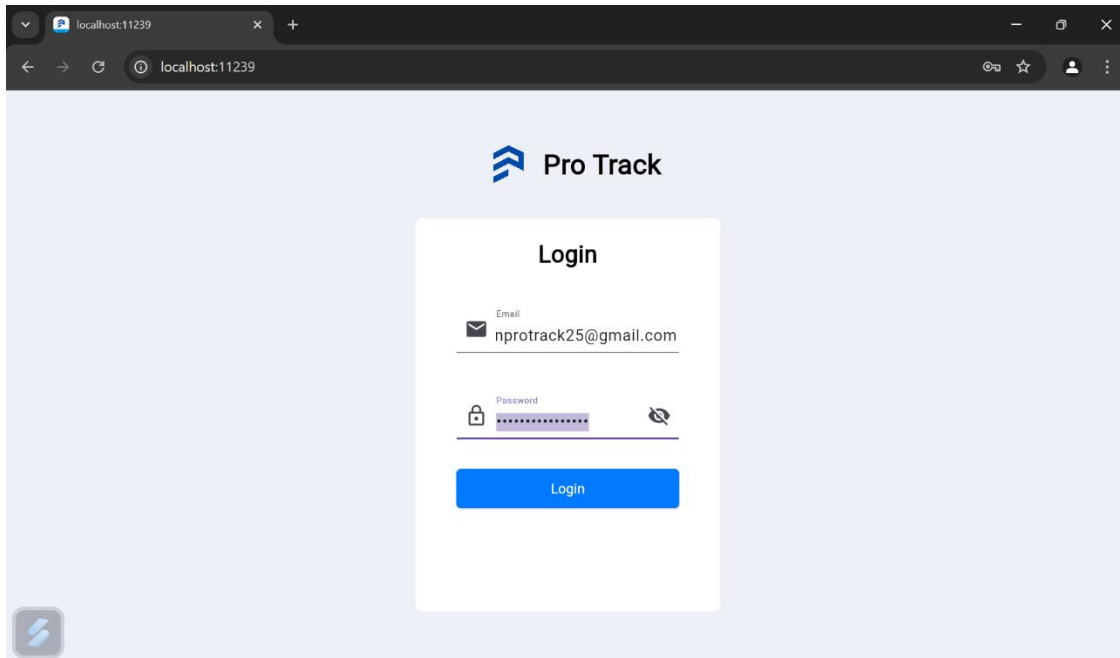 localhost:11239
localhost:11239
Pro Track
Login
Email
nprotrack25@gmail.com
Password
••••••••••••••••
Login